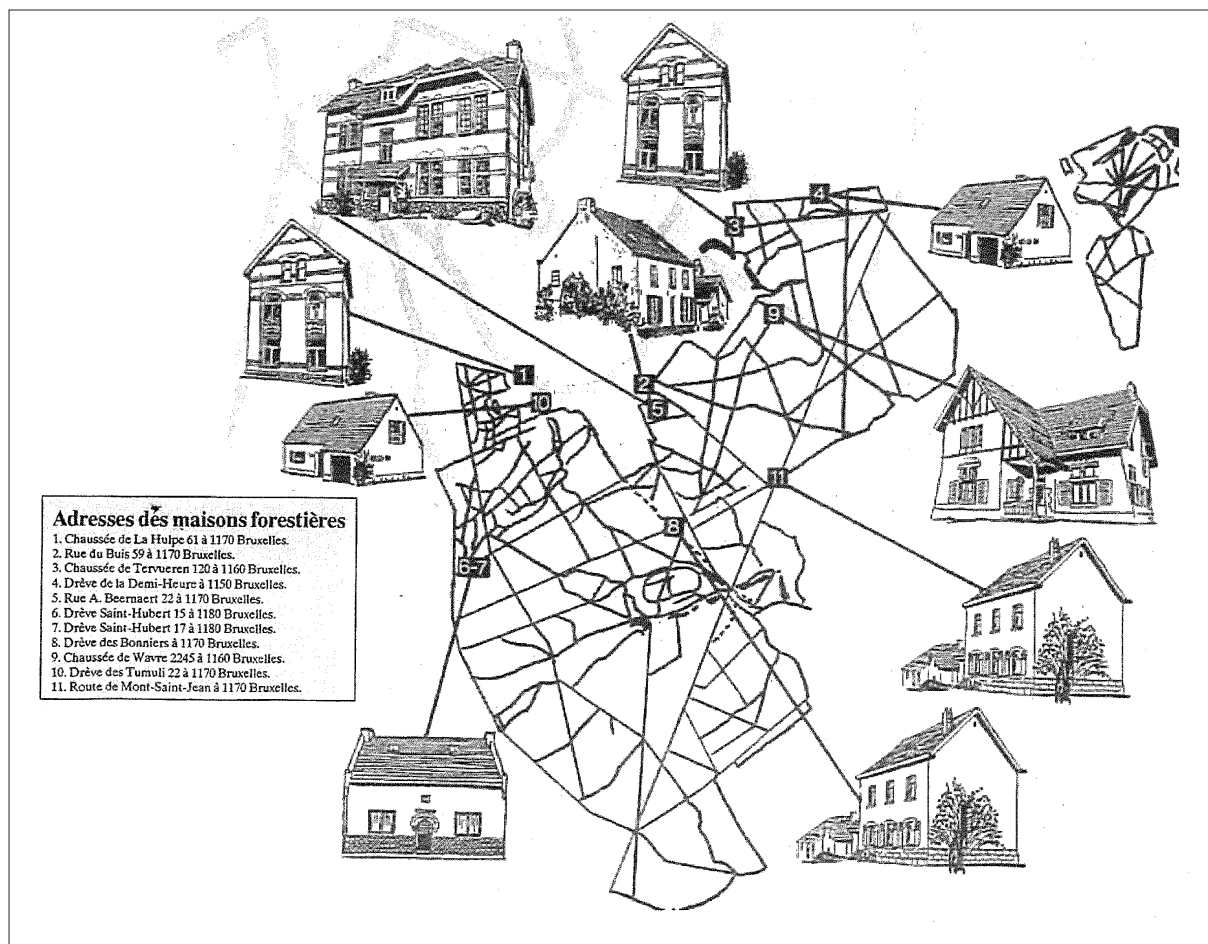 3
4
9
1
2
10
5
11
8
6-7
Adresses des maisons forestières
1. Chaussée de La Hulpe 61 à 1170 Bruxelles.
2. Rue du Buis 59 à 1170 Bruxelles.
3. Chaussée de Tervueren 120 à 1160 Bruxelles.
4. Drève de la Demi-Heure à 1150 Bruxelles.
5. Rue A. Beernaert 22 à 1170 Bruxelles.
6. Drève Saint-Hubert 15 à 1180 Bruxelles.
7. Drève Saint-Hubert 17 à 1180 Bruxelles.
8. Drève des Bonniers à 1170 Bruxelles.
9. Chaussée de Wavre 2245 à 1160 Bruxelles.
10. Drève des Tumuli 22 à 1170 Bruxelles.
11. Route de Mont-Saint-Jean à 1170 Bruxelles.